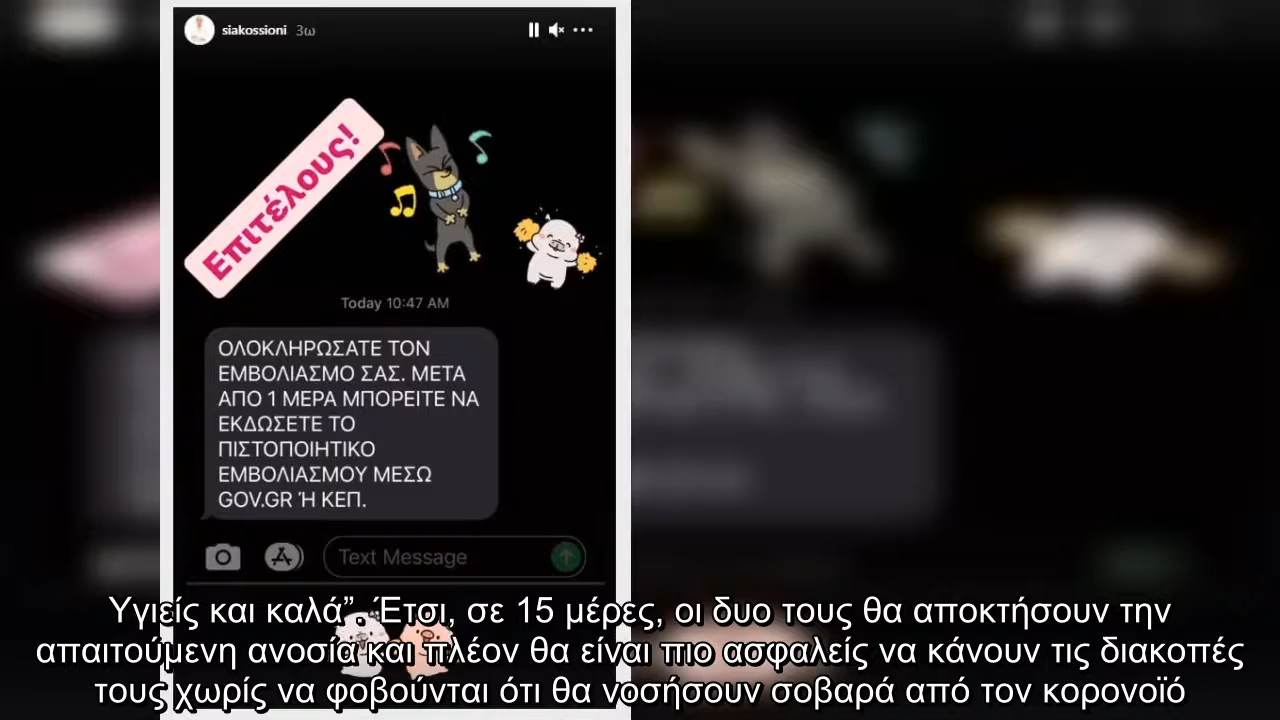 siakossioni 3ω
Επιτέλους!
Today 10:47 AM
ΟΛΟΚΛΗΡΩΣΑΤΕ ΤΟΝ
ΕΜΒΟΛΙΑΣΜΟ ΣΑΣ. ΜΕΤΑ
ΑΠΟ 1 ΜΕΡΑ ΜΠΟΡΕΙΤΕ ΝΑ
ΕΚΔΩΣΕΤΕ ΤΟ
ΠΙΣΤΟΠΟΙΗΤΙΚΟ
ΕΜΒΟΛΙΑΣΜΟΥ ΜΕΣΩ
GOV.GR Ή ΚΕΠ.
Text Message
Υγιείς και καλά”. Έτσι, σε 15 μέρες, οι δυο τους θα αποκτήσουν την
απαιτούμενη ανοσία και πλέον θα είναι πιο ασφαλείς να κάνουν τις διακοπές
τους χωρίς να φοβούνται ότι θα νοσήσουν σοβαρά από τον κορονοϊό